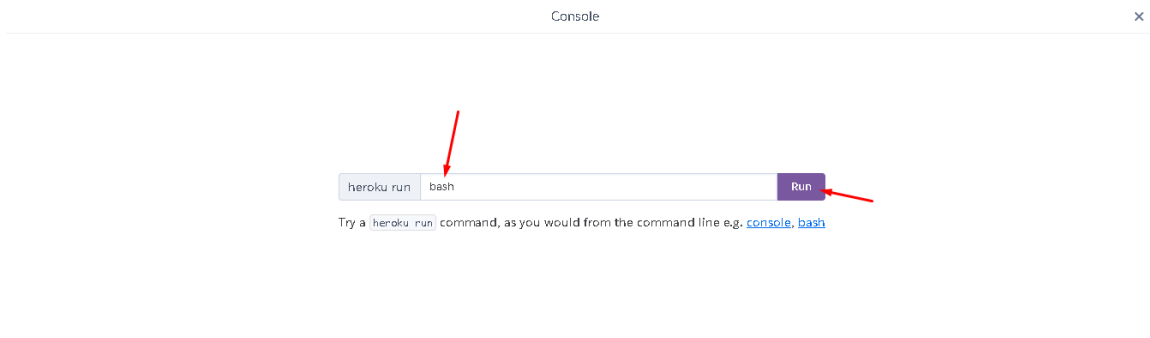 Console ×
heroku run bash Run
Try a heroku run command, as you would from the command line e.g. console, bash